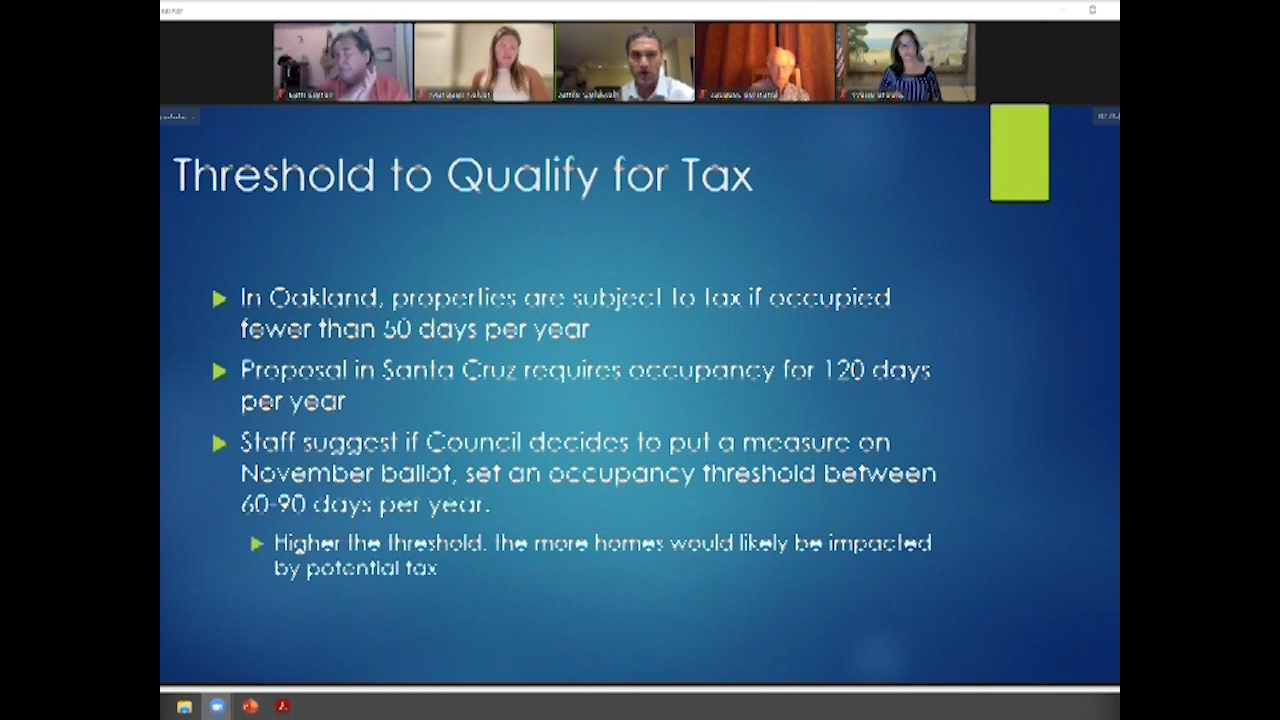 Threshold to Qualify for Tax
In Oakland, properties are subject to tax if occupied
fewer than 50 days per year
Proposal in Santa Cruz requires occupancy for 120 days
per year
Staff suggest if Council decides to put a measure on
November ballot, set an occupancy threshold between
60-90 days per year.
Higher the threshold, the more homes would likely be impacted
by potential tax